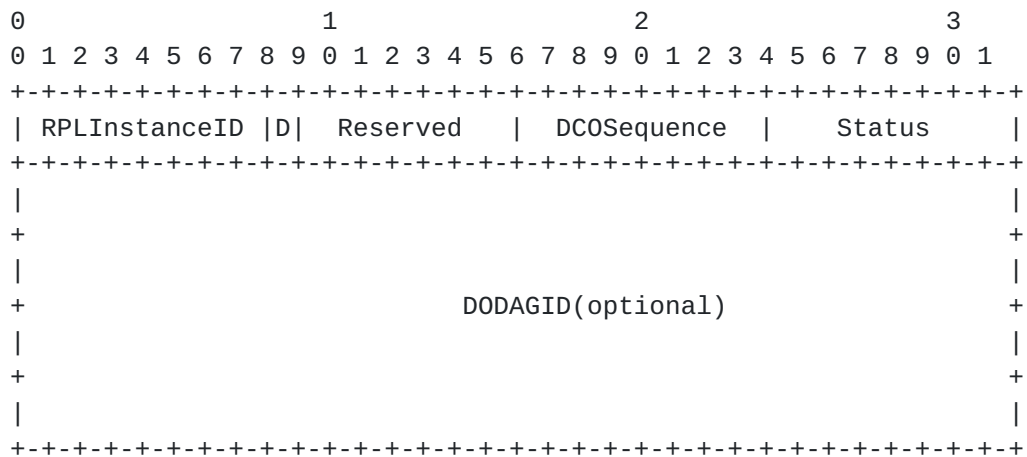 0                   1                   2                   3
0 1 2 3 4 5 6 7 8 9 0 1 2 3 4 5 6 7 8 9 0 1 2 3 4 5 6 7 8 9 0 1
+-+-+-+-+-+-+-+-+-+-+-+-+-+-+-+-+-+-+-+-+-+-+-+-+-+-+-+-+-+-+-+-+
| RPLInstanceID |D|  Reserved   |  DCOSequence  |    Status     |
+-+-+-+-+-+-+-+-+-+-+-+-+-+-+-+-+-+-+-+-+-+-+-+-+-+-+-+-+-+-+-+-+
|                                                               |
+                                                               +
|                                                               |
+                            DODAGID(optional)                  +
|                                                               |
+                                                               +
|                                                               |
+-+-+-+-+-+-+-+-+-+-+-+-+-+-+-+-+-+-+-+-+-+-+-+-+-+-+-+-+-+-+-+-+